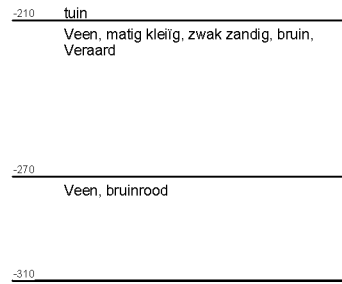 -210 tuin
Veen, matig kleiïg, zwak zandig, bruin,
Veraard
-270
Veen, bruinrood
-310